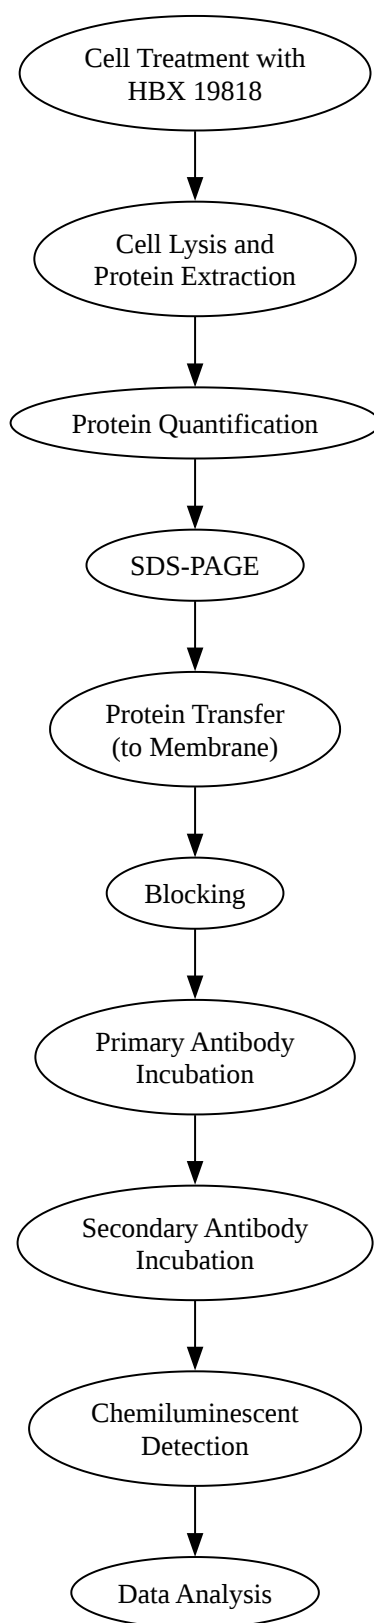 Cell Treatment with
HBX 19818
Cell Lysis and
Protein Extraction
Protein Quantification
SDS-PAGE
Protein Transfer
(to Membrane)
Blocking
Primary Antibody
Incubation
Secondary Antibody
Incubation
Chemiluminescent
Detection
Data Analysis